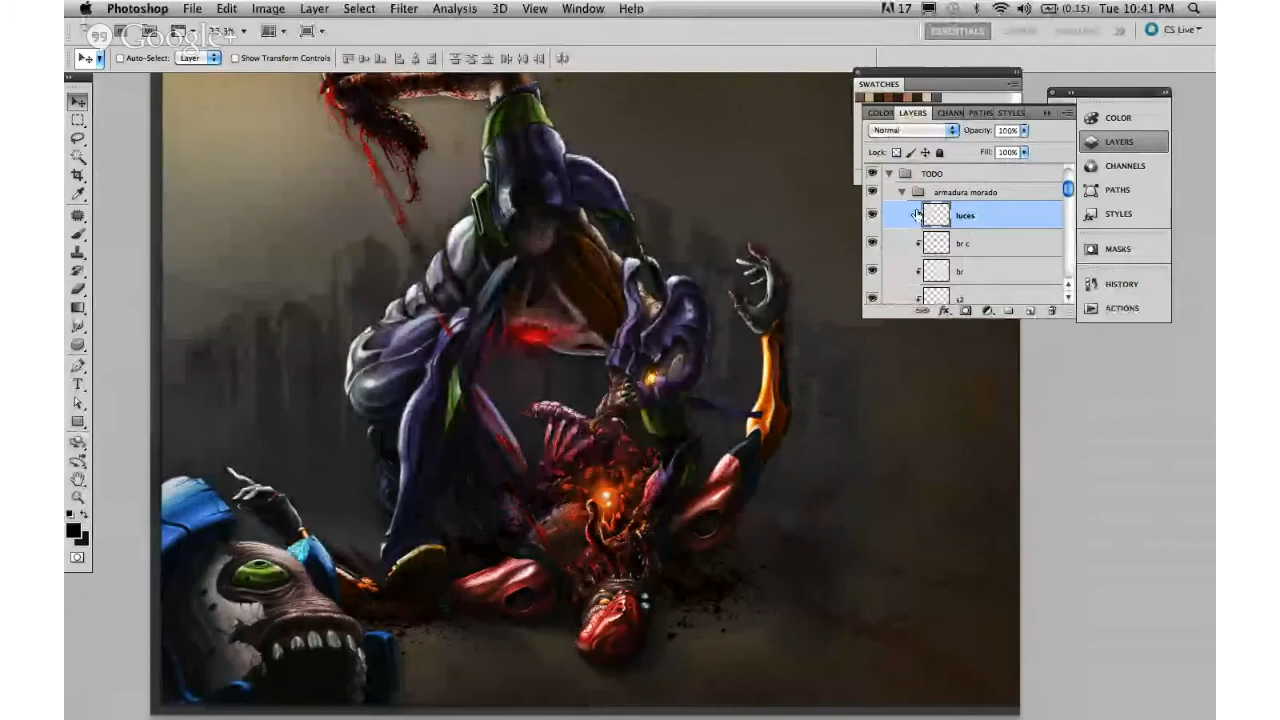 Photoshop File Edit Image Layer Select Filter Analysis 3D View Window Help 17 (0:15) Tue 10:41 PM
Google+ ESSENTIALS CS Live
Auto-Select: Layer Show Transform Controls
SWATCHES
COLOR LAYERS CHANN PATHS STYLES
Normal Opacity: 100%
Lock: Fill: 100%
TODO
armadura morado
luces
br c
br
s2
COLOR
LAYERS
CHANNELS
PATHS
STYLES
MASKS
HISTORY
ACTIONS